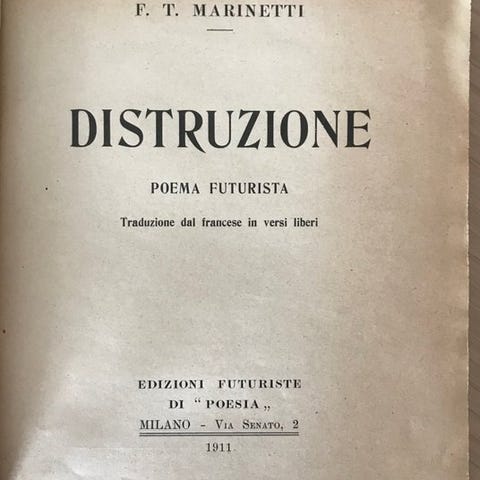 F. T. MARINETTI
DISTRUZIONE
POEMA FUTURISTA
Traduzione dal francese in versi liberi
EDIZIONI FUTURISTE
DI “ POESIA „
MILANO - VIA SENATO, 2
1911